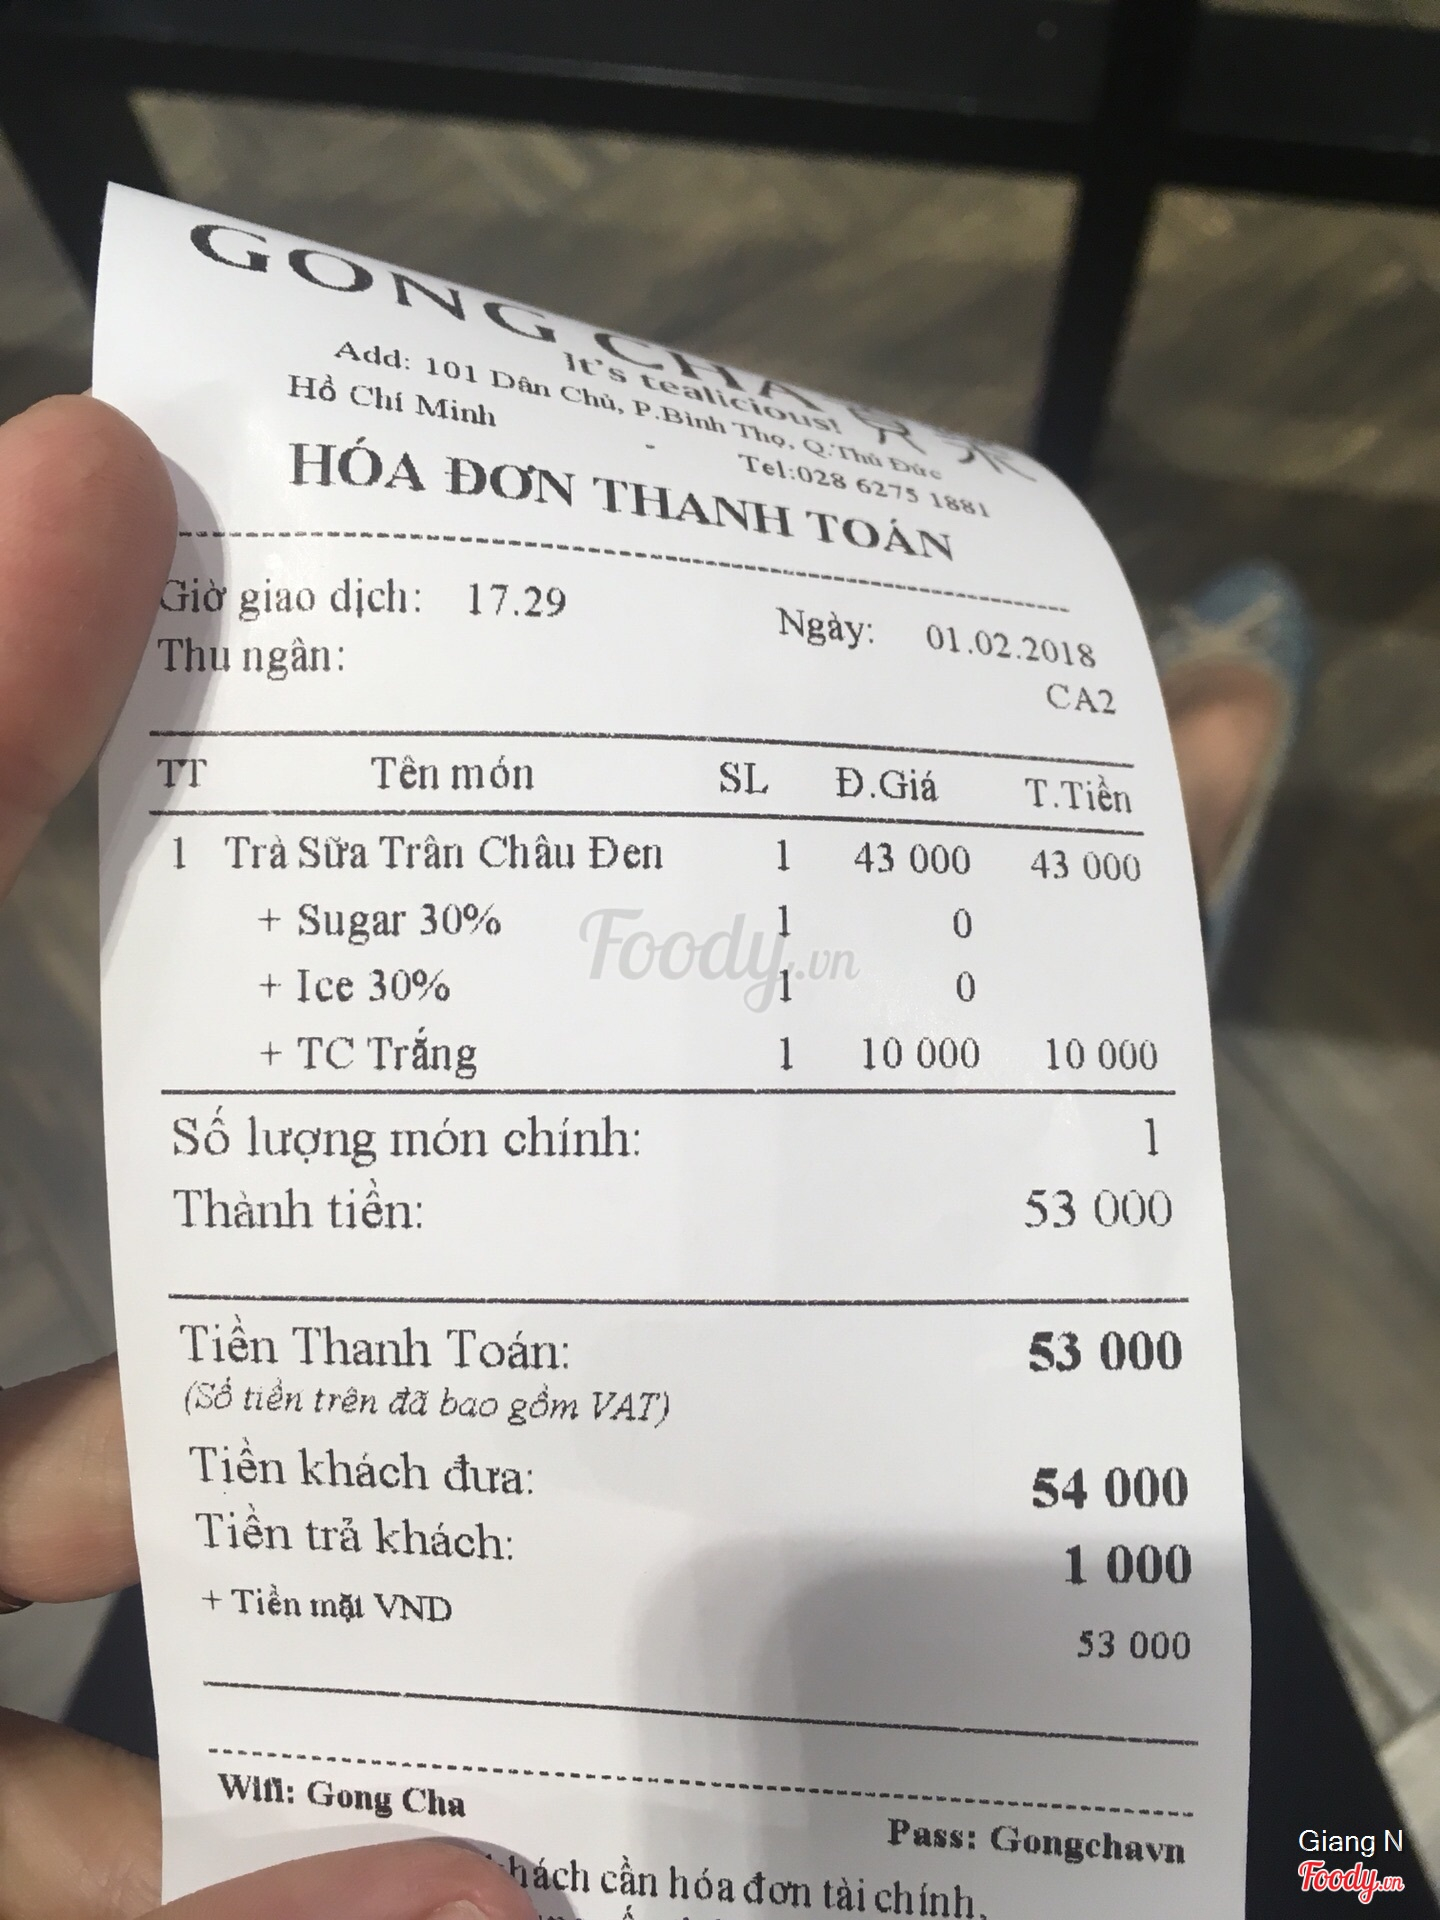 GONG CHA 貢茶
It's tealicious!
Add: 101 Dân Chủ, P.Bình Thọ, Q.Thủ Đức
Hồ Chí Minh - Tel:028 6275 1881
HÓA ĐƠN THANH TOÁN
Giờ giao dịch: 17.29 Ngày: 01.02.2018
Thu ngân: CA2
TT Tên món SL Đ.Giá T.Tiền
1 Trà Sữa Trân Châu Đen 1 43 000 43 000
+ Sugar 30% 1 0
+ Ice 30% 1 0
+ TC Trắng 1 10 000 10 000
Số lượng món chính: 1
Thành tiền: 53 000
Tiền Thanh Toán: 53 000
(Số tiền trên đã bao gồm VAT)
Tiền khách đưa: 54 000
Tiền trả khách: 1 000
+ Tiền mặt VND 53 000
Wifi: Gong Cha Pass: Gongchavn
khách cần hóa đơn tài chính,
Foody.vn
Giang N
Foody.vn